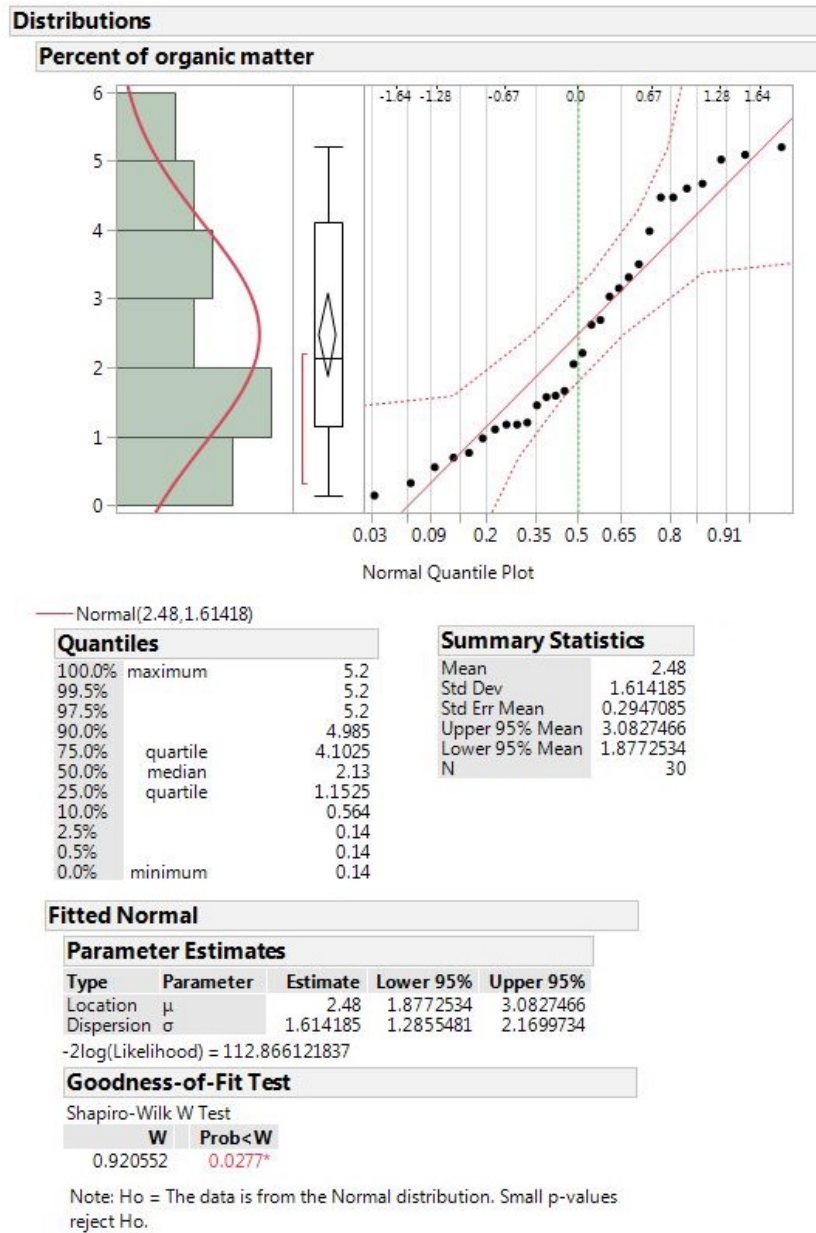 Distributions
Percent of organic matter
-1.64 -1.28 -0.67 0.0 0.67 1.28 1.64
6
5
4
3
2
1
0
0.03 0.09 0.2 0.35 0.5 0.65 0.8 0.91
Normal Quantile Plot
Normal(2.48,1.61418)
Quantiles
100.0% maximum 5.2
99.5% 5.2
97.5% 5.2
90.0% 4.985
75.0% quartile 4.1025
50.0% median 2.13
25.0% quartile 1.1525
10.0% 0.564
2.5% 0.14
0.5% 0.14
0.0% minimum 0.14
Summary Statistics
Mean 2.48
Std Dev 1.614185
Std Err Mean 0.2947085
Upper 95% Mean 3.0827466
Lower 95% Mean 1.8772534
N 30
Fitted Normal
Parameter Estimates
Type Parameter Estimate Lower 95% Upper 95%
Location μ 2.48 1.8772534 3.0827466
Dispersion σ 1.614185 1.2855481 2.1699734
-2log(Likelihood) = 112.866121837
Goodness-of-Fit Test
Shapiro-Wilk W Test
W Prob<W
0.920552 0.0277*
Note: Ho = The data is from the Normal distribution. Small p-values
reject Ho.